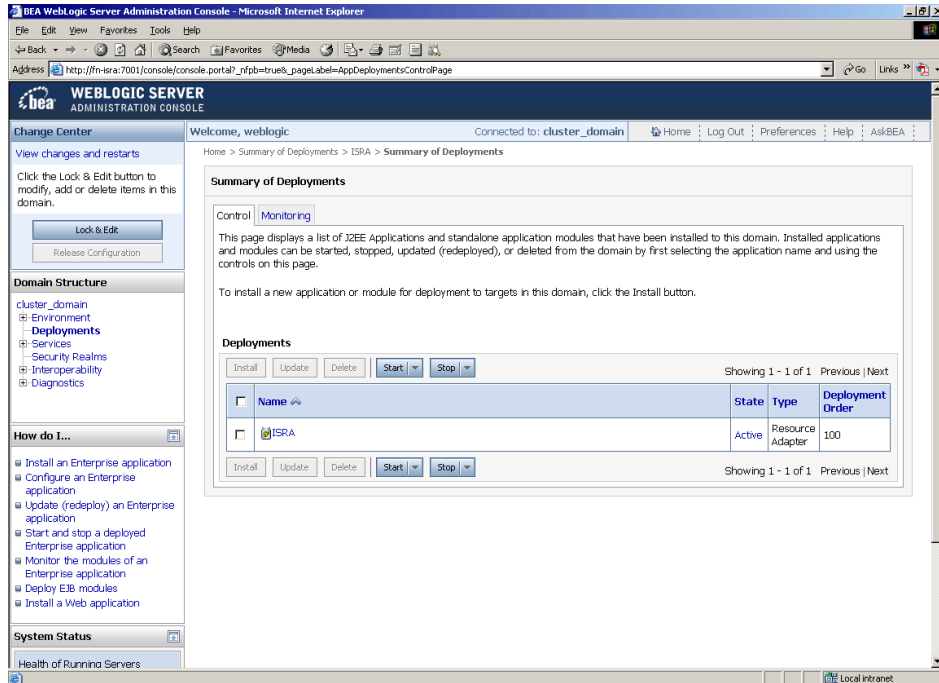 BEA WebLogic Server Administration Console - Microsoft Internet Explorer
File Edit View Favorites Tools Help
Back Search Favorites Media
Address http://fn-isra:7001/console/console.portal?_nfpb=true&_pageLabel=AppDeploymentsControlPage Go Links
bea WEBLOGIC SERVER
ADMINISTRATION CONSOLE
Change Center
View changes and restarts
Click the Lock & Edit button to
modify, add or delete items in this
domain.
Lock & Edit
Release Configuration
Domain Structure
cluster_domain
Environment
Deployments
Services
Security Realms
Interoperability
Diagnostics
How do I...
Install an Enterprise application
Configure an Enterprise
application
Update (redeploy) an Enterprise
application
Start and stop a deployed
Enterprise application
Monitor the modules of an
Enterprise application
Deploy EJB modules
Install a Web application
System Status
Health of Running Servers
Welcome, weblogic Connected to: cluster_domain Home Log Out Preferences Help AskBEA
Home > Summary of Deployments > ISRA > Summary of Deployments
Summary of Deployments
Control Monitoring
This page displays a list of J2EE Applications and standalone application modules that have been installed to this domain. Installed applications
and modules can be started, stopped, updated (redeployed), or deleted from the domain by first selecting the application name and using the
controls on this page.
To install a new application or module for deployment to targets in this domain, click the Install button.
Deployments
Install Update Delete Start Stop Showing 1 - 1 of 1 Previous | Next
Name State Type Deployment
Order
ISRA Active Resource
Adapter 100
Install Update Delete Start Stop Showing 1 - 1 of 1 Previous | Next
Local intranet